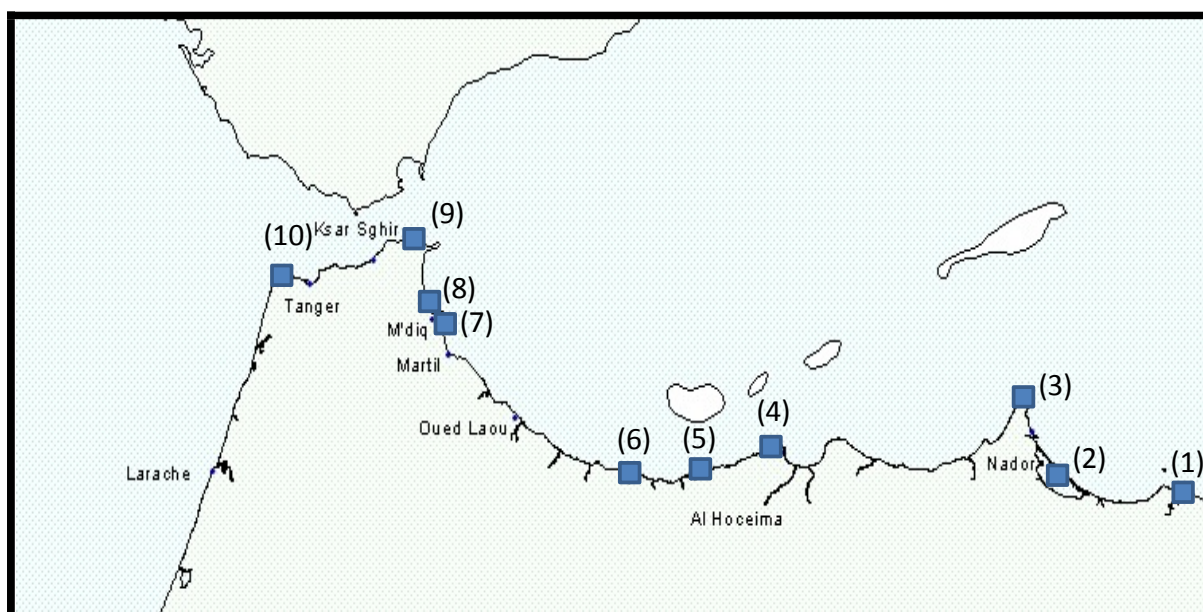 Ksar Sghir
(9)
(10)
Tanger
(8)
M'diq
(7)
Martil
(3)
Oued Laou
(4)
(5)
(6)
Larache
Nador
(2)
(1)
Al Hoceima